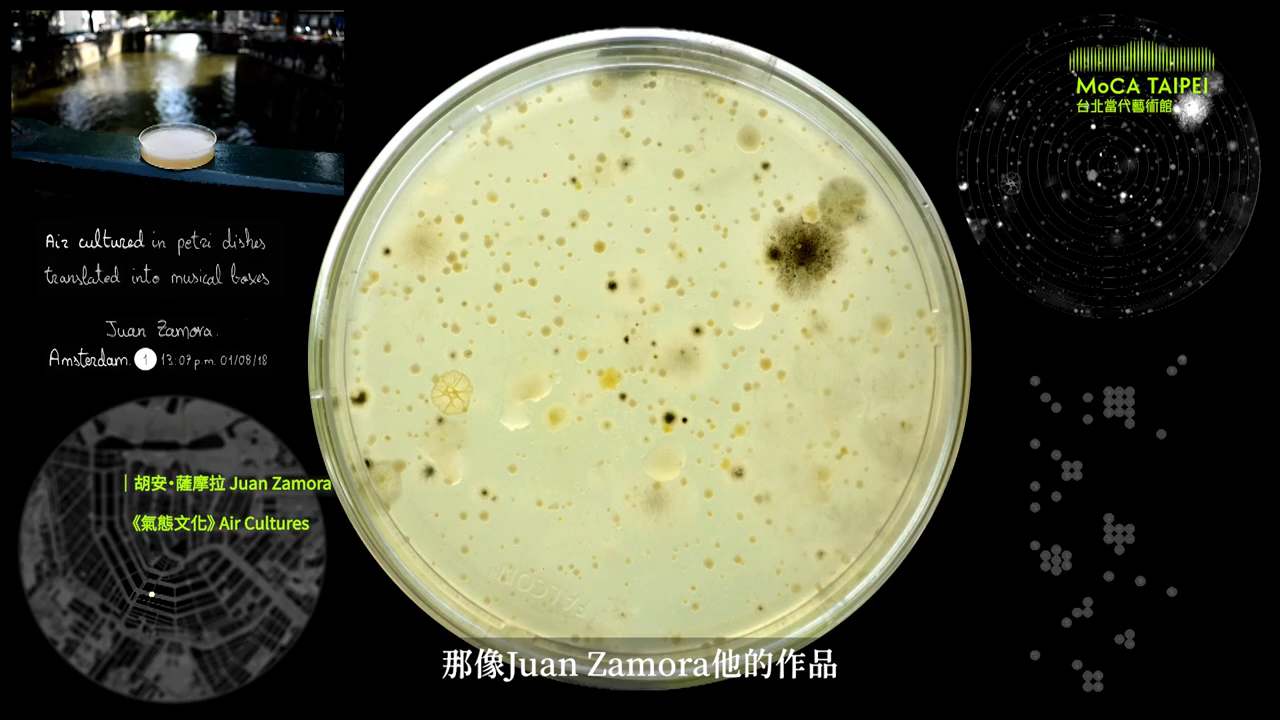 MoCA TAIPEI
台北當代藝術館
Air cultured in petri dishes
translated into musical boxes
Juan Zamora.
Amsterdam. 1 13:07 p.m. 01/08/18
|胡安・薩摩拉 Juan Zamora
《氣態文化》Air Cultures
FALCON
那像Juan Zamora他的作品